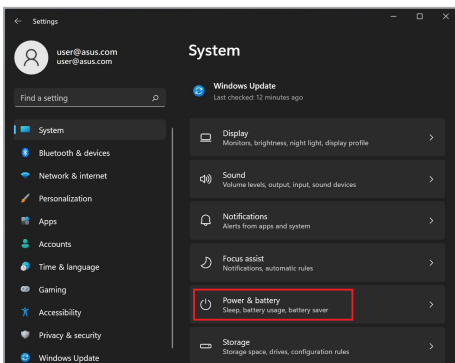 Settings
user@asus.com
user@asus.com
Find a setting
System
Bluetooth & devices
Network & internet
Personalization
Apps
Accounts
Time & language
Gaming
Accessibility
Privacy & security
Windows Update
System
Windows Update
Last checked: 12 minutes ago
Display
Monitors, brightness, night light, display profile
Sound
Volume levels, output, input, sound devices
Notifications
Alerts from apps and system
Focus assist
Notifications, automatic rules
Power & battery
Sleep, battery usage, battery saver
Storage
Storage space, drives, configuration rules